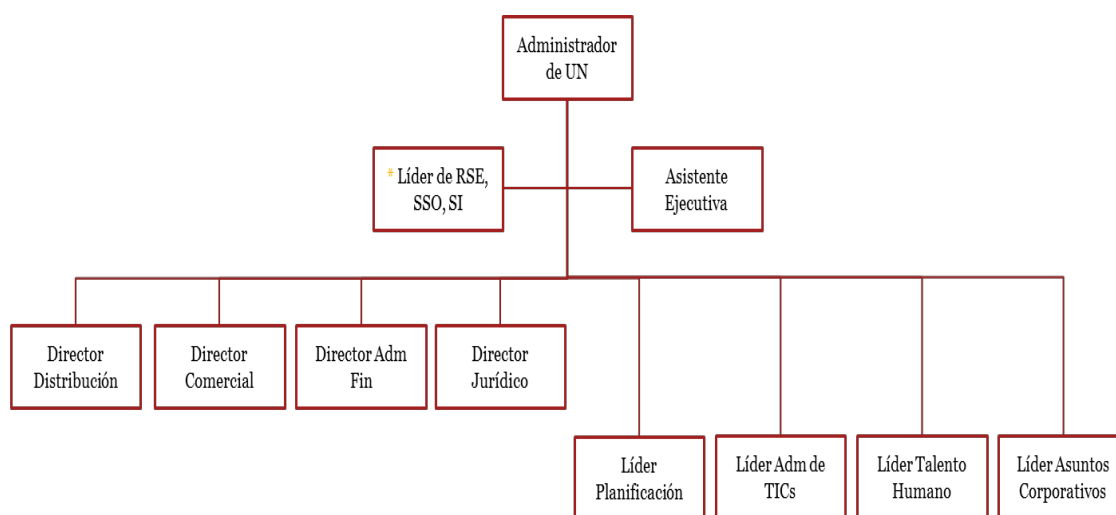 Administrador
de UN
* Líder de RSE,
SSO, SI
Asistente
Ejecutiva
Director
Distribución
Director
Comercial
Director Adm
Fin
Director
Jurídico
Líder
Planificación
Líder Adm de
TICs
Líder Talento
Humano
Líder Asuntos
Corporativos